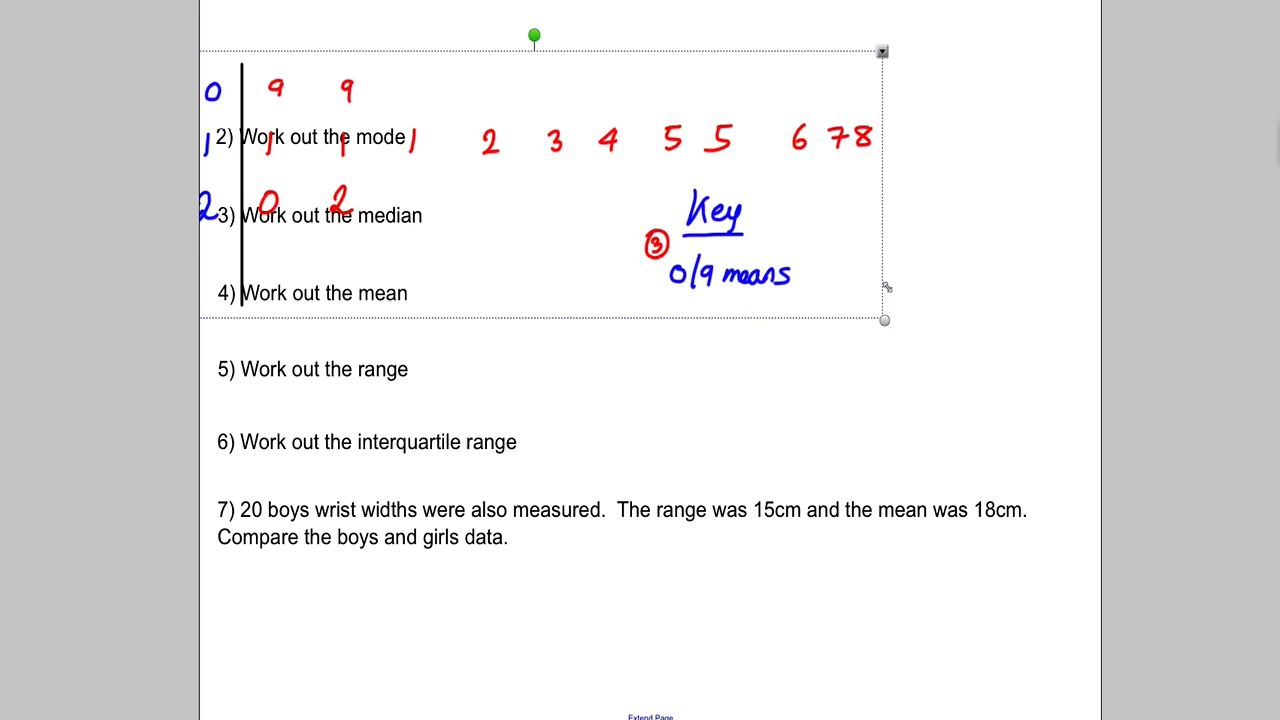 0 9 9
2) Work out the mode
1 1 1 1 2 3 4 5 5 6 7 8
2 0 2
3) Work out the median
Key
3
0/9 means
4) Work out the mean
5) Work out the range
6) Work out the interquartile range
7) 20 boys wrist widths were also measured. The range was 15cm and the mean was 18cm.
Compare the boys and girls data.
Extend Page